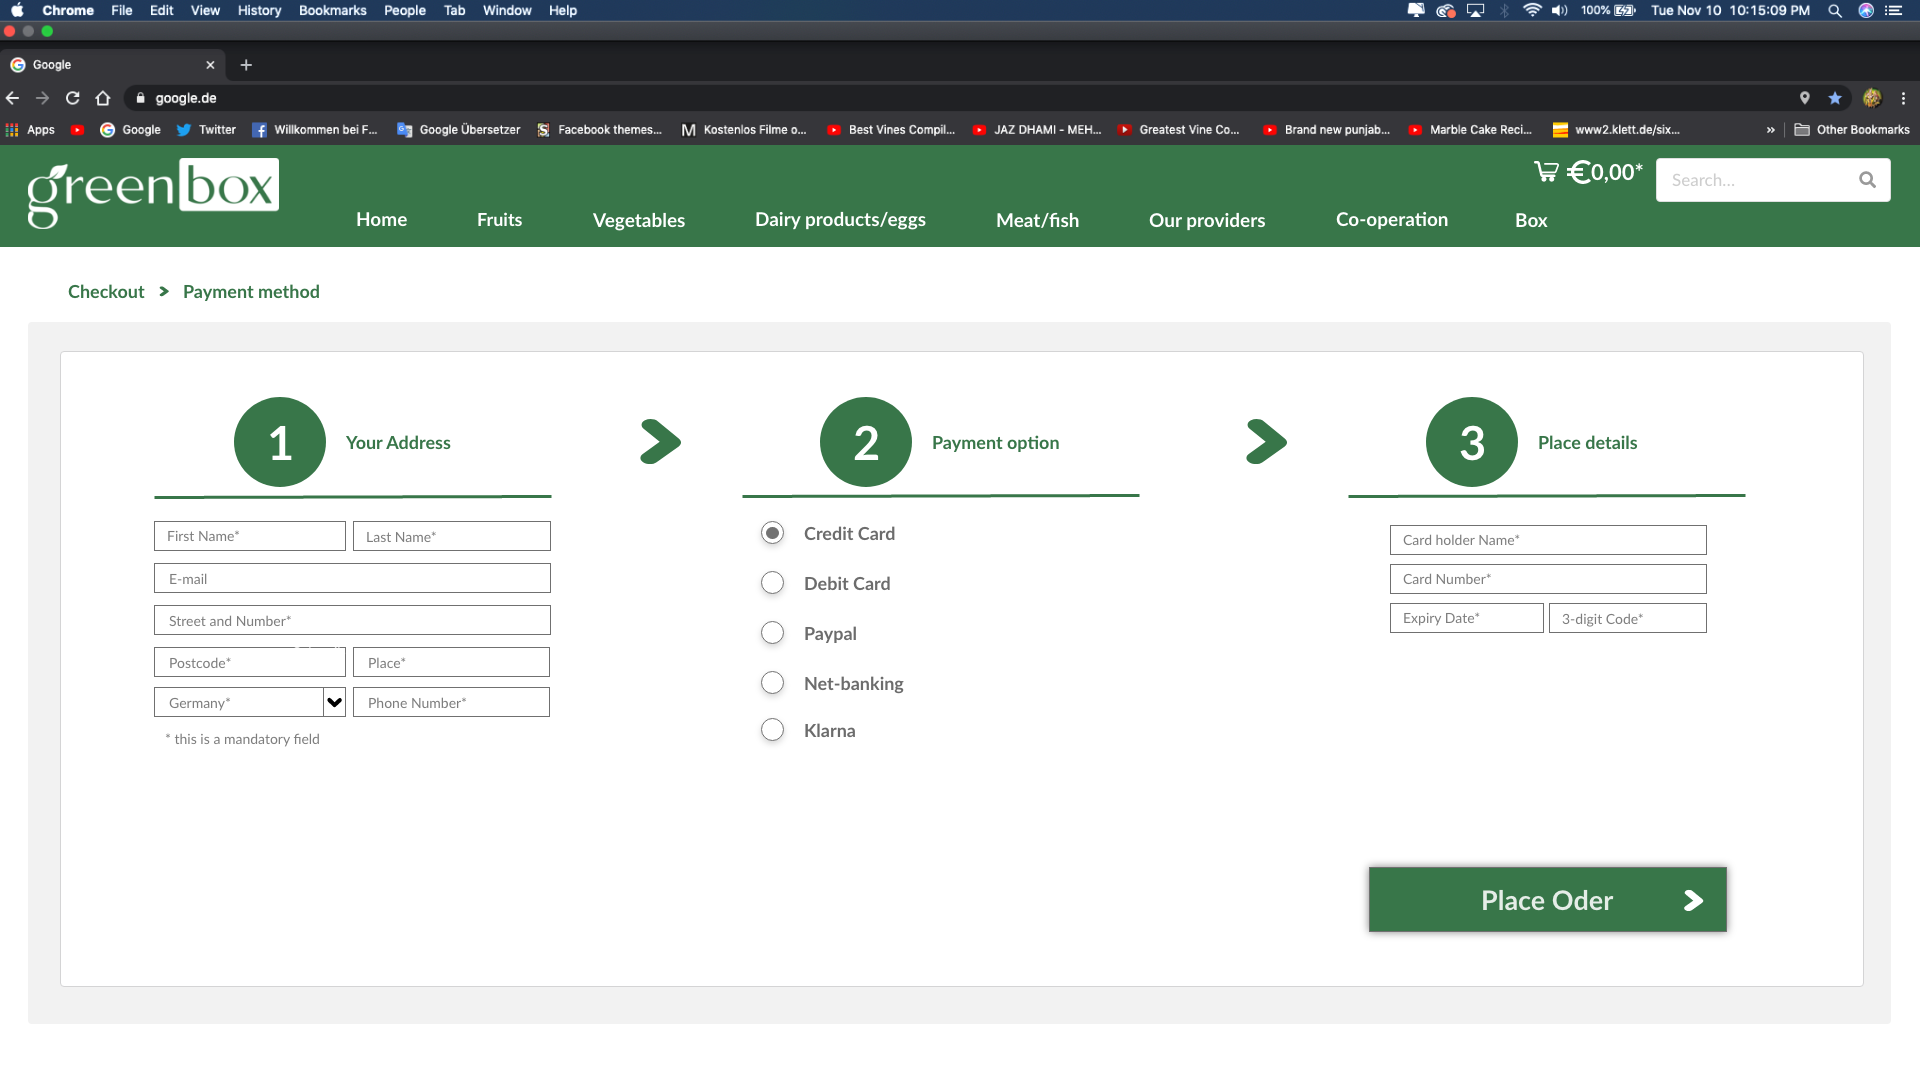 Chrome File Edit View History Bookmarks People Tab Window Help 100% Tue Nov 10 10:15:09 PM
Google
google.de
Apps Google Twitter Willkommen bei F... Google Übersetzer Facebook themes... Kostenlos Filme o... Best Vines Compil... JAZ DHAMI - MEH... Greatest Vine Co... Brand new punjab... Marble Cake Reci... www2.klett.de/six... » Other Bookmarks
greenbox
€0,00*
Search...
Home Fruits Vegetables Dairy products/eggs Meat/fish Our providers Co-operation Box
Checkout > Payment method
1 Your Address
First Name* Last Name*
E-mail
Street and Number*
Postcode* Place*
Germany* Phone Number*
* this is a mandatory field
2 Payment option
Credit Card
Debit Card
Paypal
Net-banking
Klarna
3 Place details
Card holder Name*
Card Number*
Expiry Date* 3-digit Code*
Place Oder